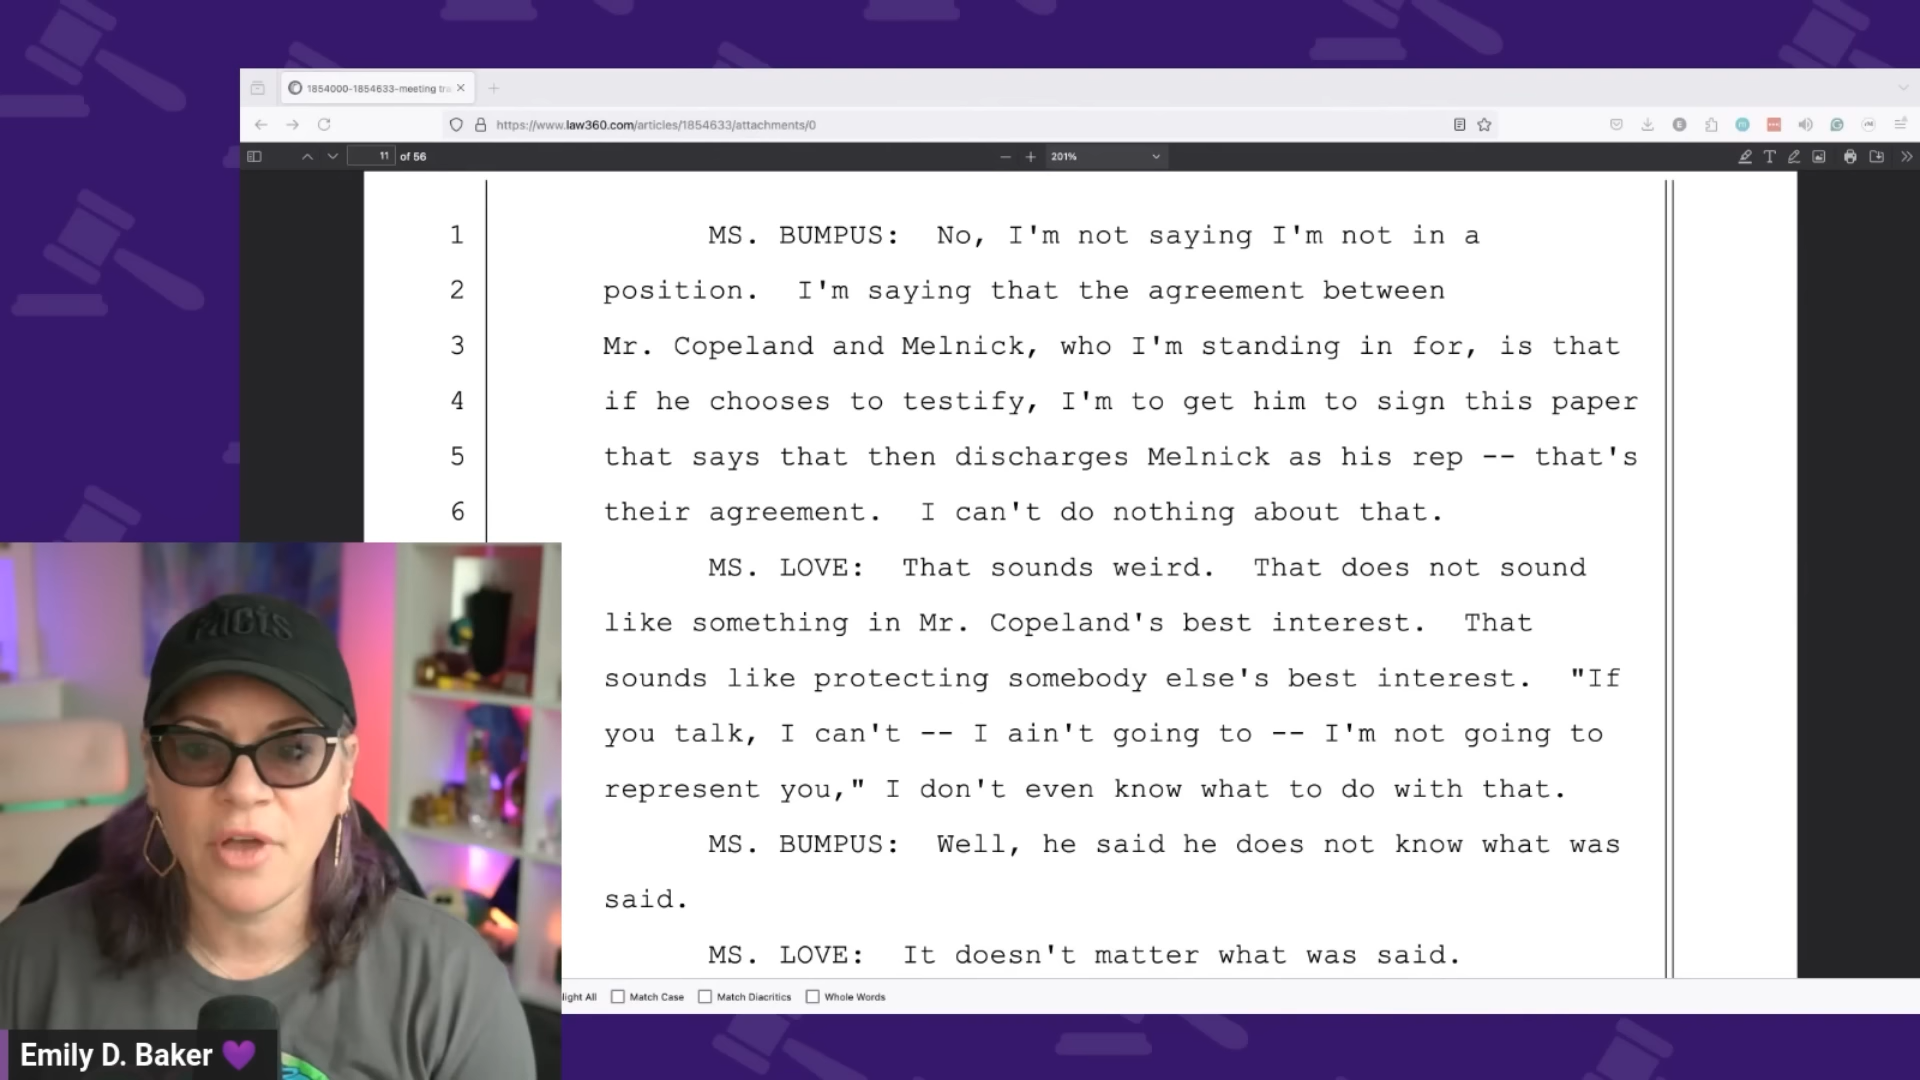 1854000-1854633-meeting tra
https://www.law360.com/articles/1854633/attachments/0
11 of 56
201%
1 MS. BUMPUS: No, I'm not saying I'm not in a
2 position. I'm saying that the agreement between
3 Mr. Copeland and Melnick, who I'm standing in for, is that
4 if he chooses to testify, I'm to get him to sign this paper
5 that says that then discharges Melnick as his rep -- that's
6 their agreement. I can't do nothing about that.
MS. LOVE: That sounds weird. That does not sound
like something in Mr. Copeland's best interest. That
sounds like protecting somebody else's best interest. "If
you talk, I can't -- I ain't going to -- I'm not going to
represent you," I don't even know what to do with that.
MS. BUMPUS: Well, he said he does not know what was
said.
MS. LOVE: It doesn't matter what was said.
light All Match Case Match Diacritics Whole Words
FACTS
Emily D. Baker 💜